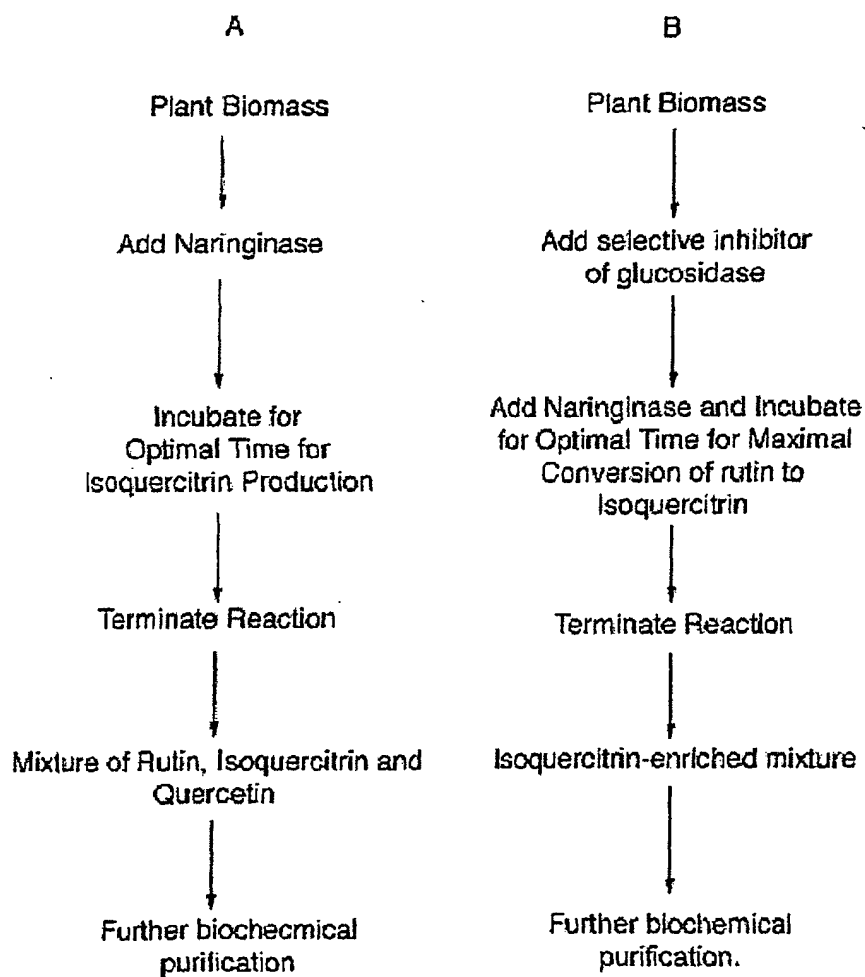 A
Plant Biomass
Add Naringinase
Incubate for
Optimal Time for
Isoquercitrin Production
Terminate Reaction
Mixture of Rutin, Isoquercitrin and
Quercetin
Further biochecmical
purification
B
Plant Biomass
Add selective inhibitor
of glucosidase
Add Naringinase and Incubate
for Optimal Time for Maximal
Conversion of rutin to
Isoquercitrin
Terminate Reaction
Isoquercitrin-enriched mixture
Further biochemical
purification.